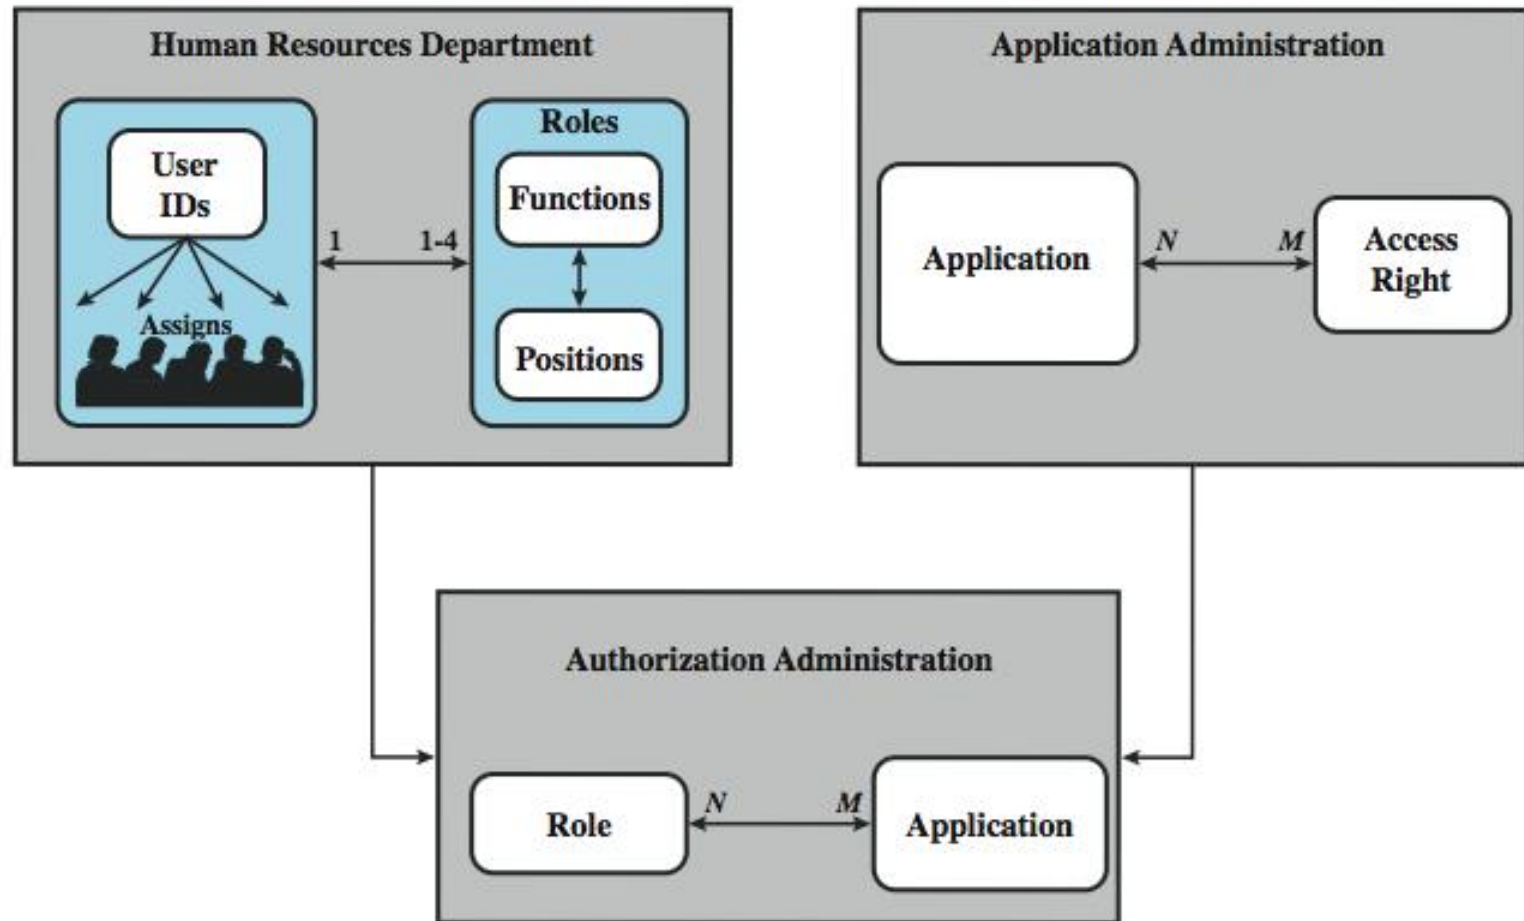 Human Resources Department
User
IDs
Assigns
1
1-4
Roles
Functions
Positions
Application Administration
Application
N
M
Access
Right
Authorization Administration
Role
N
M
Application